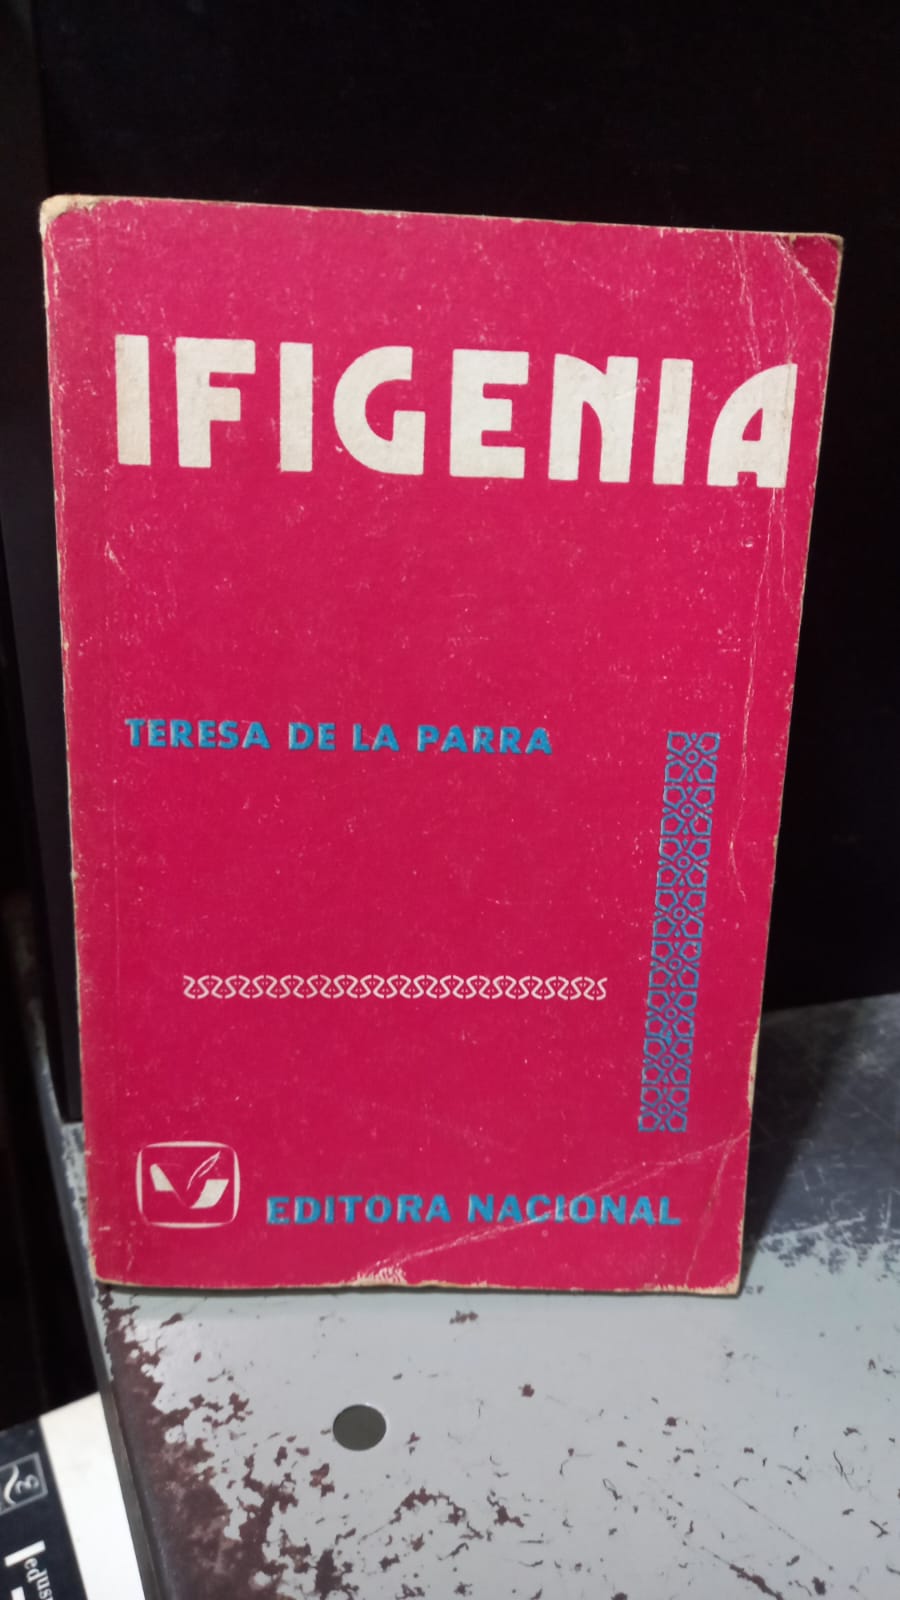 IFIGENIA
TERESA DE LA PARRA
EDITORA NACIONAL